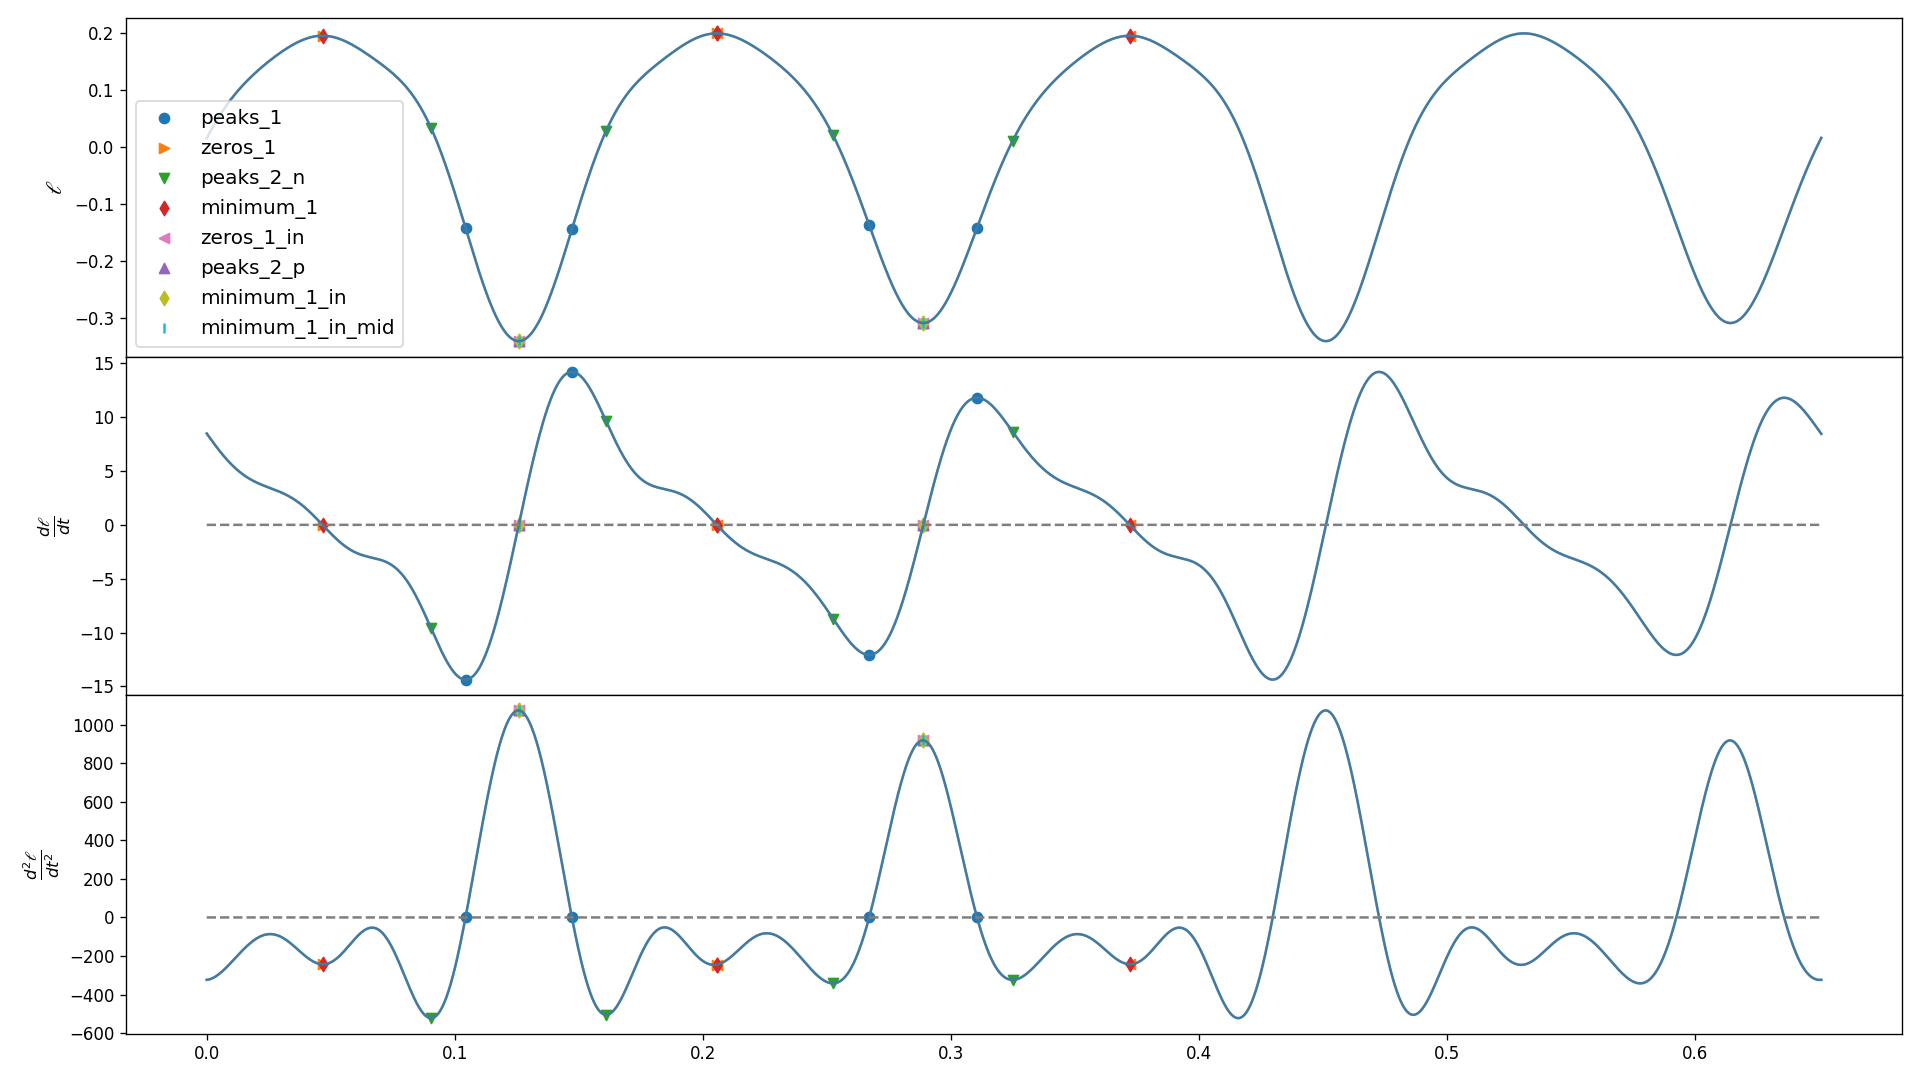 0.2
0.1
0.0
−0.1
−0.2
−0.3
ℓ
peaks_1
zeros_1
peaks_2_n
minimum_1
zeros_1_in
peaks_2_p
minimum_1_in
minimum_1_in_mid
15
10
5
0
−5
−10
−15
dℓ
dt
1000
800
600
400
200
0
−200
−400
−600
d²ℓ
dt²
0.0 0.1 0.2 0.3 0.4 0.5 0.6